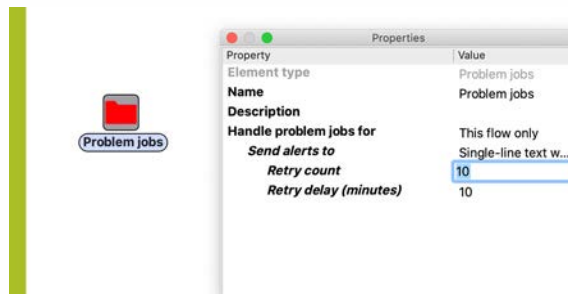 Properties
Property Value
Element type Problem jobs
Name Problem jobs
Description
Handle problem jobs for This flow only
Send alerts to Single-line text w...
Retry count 10
Retry delay (minutes) 10
Problem jobs